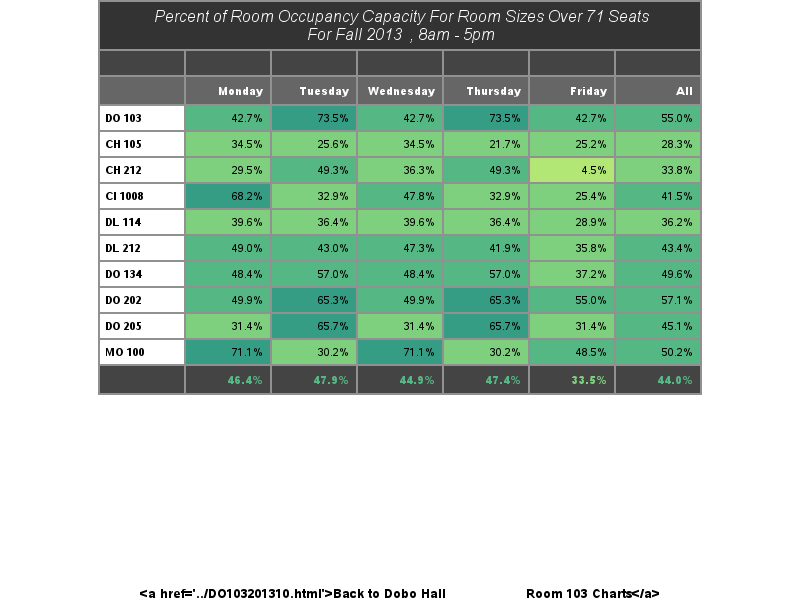 Percent of Room Occupancy Capacity For Room Sizes Over 71 Seats
For Fall 2013 , 8am - 5pm
Monday Tuesday Wednesday Thursday Friday All
DO 103 42.7% 73.5% 42.7% 73.5% 42.7% 55.0%
CH 105 34.5% 25.6% 34.5% 21.7% 25.2% 28.3%
CH 212 29.5% 49.3% 36.3% 49.3% 4.5% 33.8%
CI 1008 68.2% 32.9% 47.8% 32.9% 25.4% 41.5%
DL 114 39.6% 36.4% 39.6% 36.4% 28.9% 36.2%
DL 212 49.0% 43.0% 47.3% 41.9% 35.8% 43.4%
DO 134 48.4% 57.0% 48.4% 57.0% 37.2% 49.6%
DO 202 49.9% 65.3% 49.9% 65.3% 55.0% 57.1%
DO 205 31.4% 65.7% 31.4% 65.7% 31.4% 45.1%
MO 100 71.1% 30.2% 71.1% 30.2% 48.5% 50.2%
46.4% 47.9% 44.9% 47.4% 33.5% 44.0%
<a href='../DO103201310.html'>Back to Dobo Hall Room 103 Charts</a>